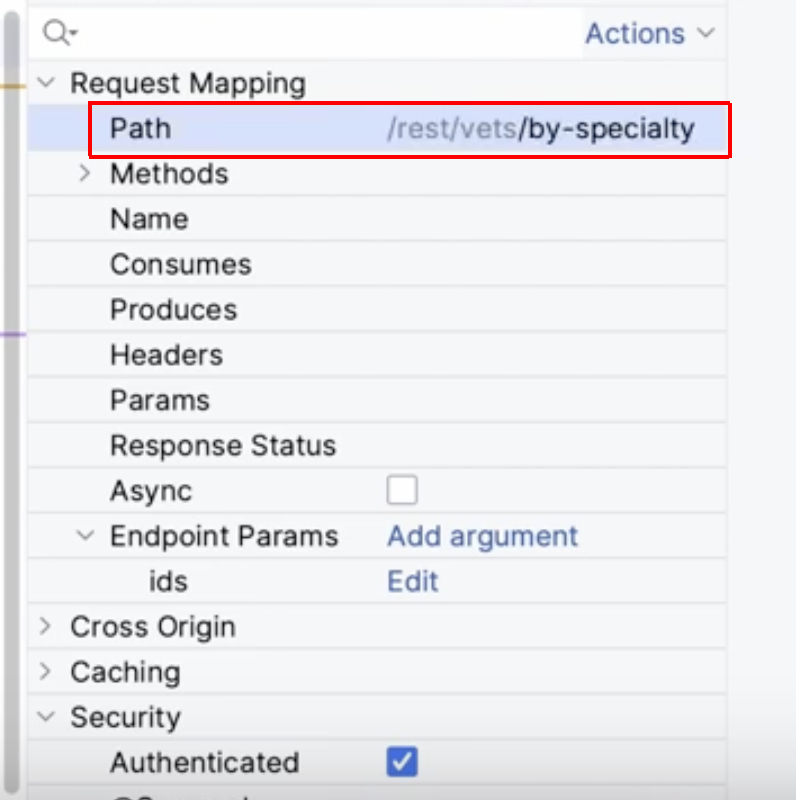 Actions
Request Mapping
Path /rest/vets/by-specialty
Methods
Name
Consumes
Produces
Headers
Params
Response Status
Async
Endpoint Params Add argument
ids Edit
Cross Origin
Caching
Security
Authenticated